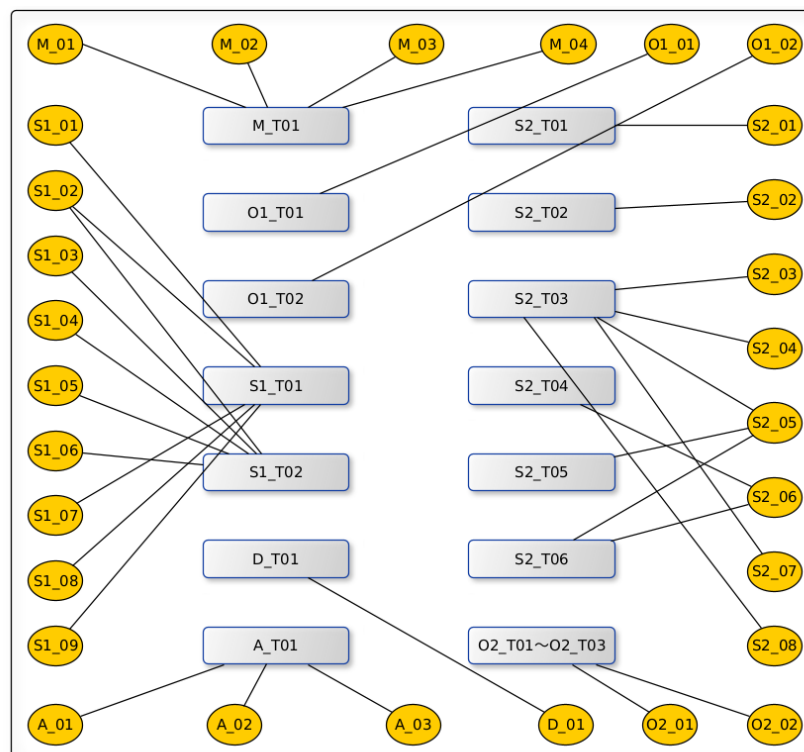 M_01
M_02
M_03
M_04
O1_01
O1_02
S1_01
M_T01
S2_T01
S2_01
S1_02
O1_T01
S2_T02
S2_02
S1_03
O1_T02
S2_T03
S2_03
S1_04
S2_04
S1_05
S1_T01
S2_T04
S2_05
S1_06
S1_T02
S2_T05
S2_06
S1_07
D_T01
S2_T06
S2_07
S1_08
S1_09
A_T01
O2_T01～O2_T03
S2_08
A_01
A_02
A_03
D_01
O2_01
O2_02